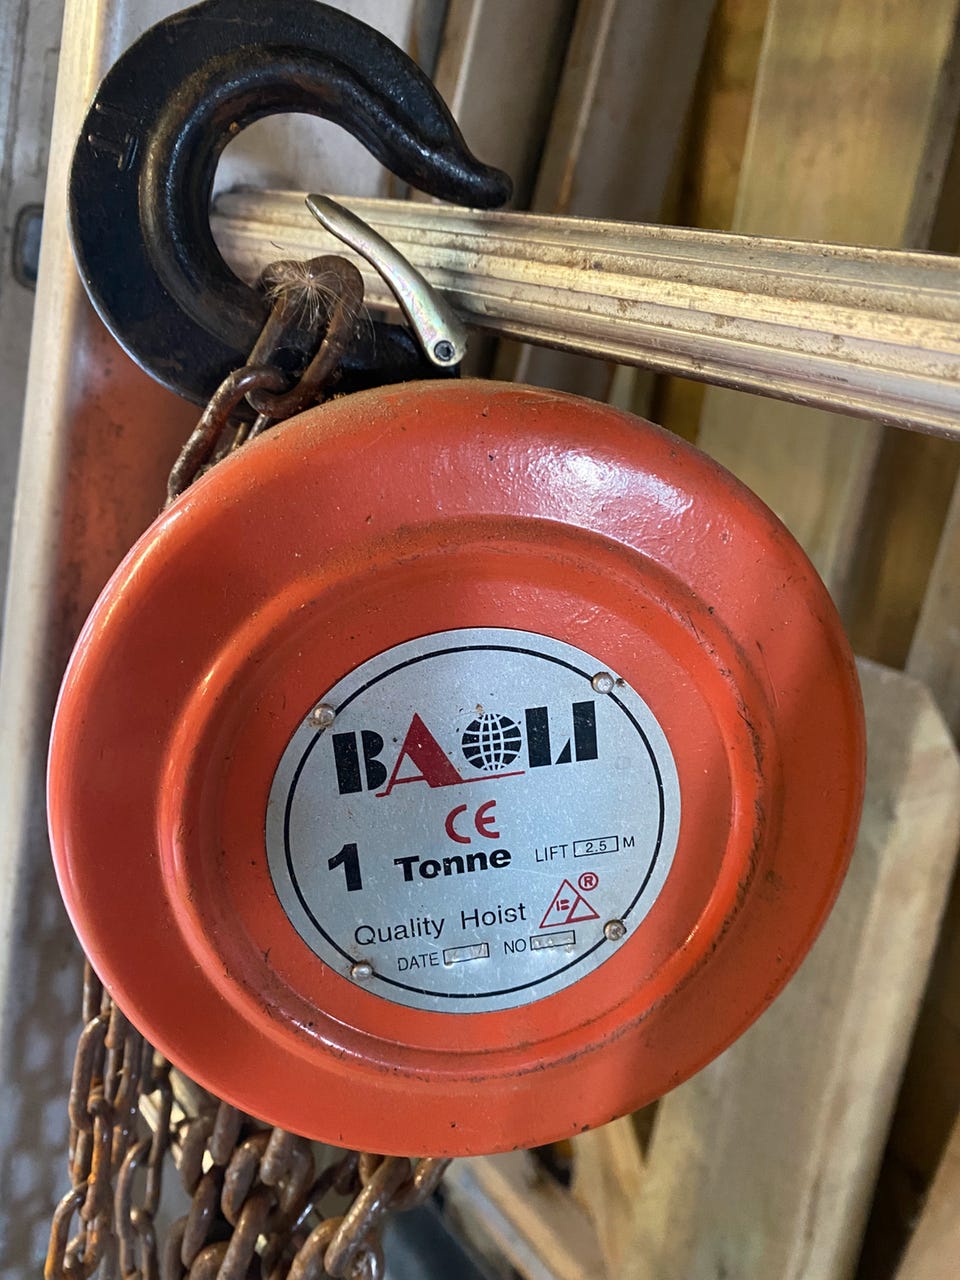 BAOLI
CE
1 Tonne LIFT 2.5 M
Quality Hoist ®
DATE NO